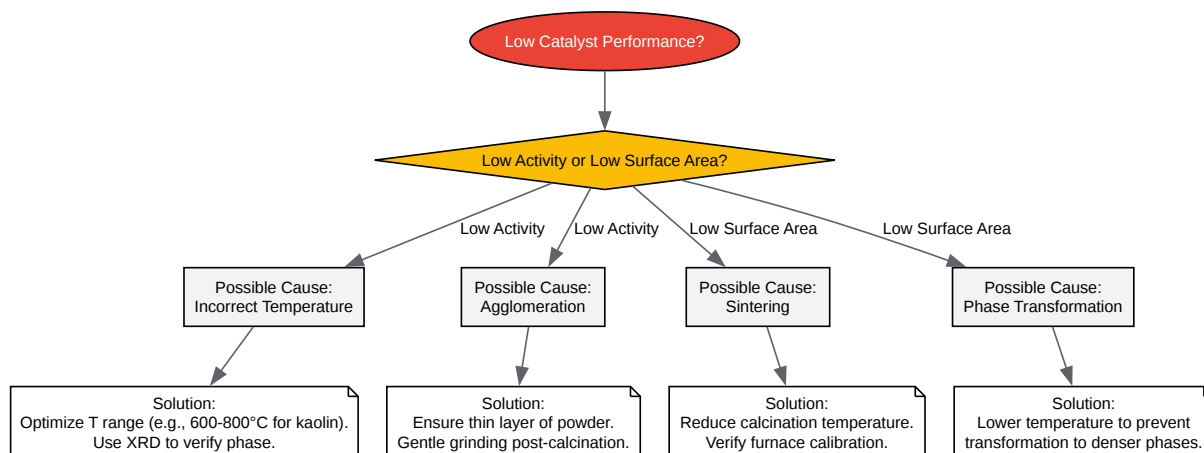 Low Catalyst Performance?
Low Activity or Low Surface Area?
Low Activity
Low Activity
Low Surface Area
Low Surface Area
Possible Cause:
Incorrect Temperature
Possible Cause:
Agglomeration
Possible Cause:
Sintering
Possible Cause:
Phase Transformation
Solution:
Optimize T range (e.g., 600-800°C for kaolin).
Use XRD to verify phase.
Solution:
Ensure thin layer of powder.
Gentle grinding post-calcination.
Solution:
Reduce calcination temperature.
Verify furnace calibration.
Solution:
Lower temperature to prevent
transformation to denser phases.